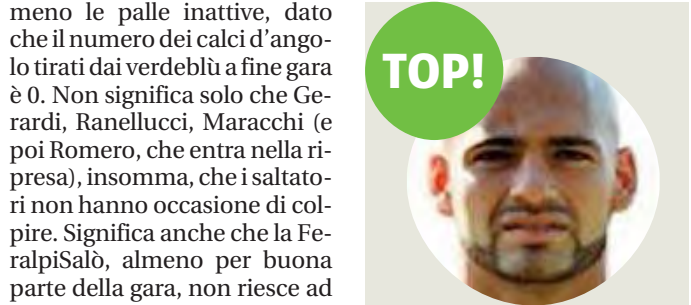 meno le palle inattive, dato
che il numero dei calci d’ango-
lo tirati dai verdeblù a fine gara
è 0. Non significa solo che Ge-
rardi, Ranellucci, Maracchi (e
poi Romero, che entra nella ri-
presa), insomma, che i saltato-
ri non hanno occasione di col-
pire. Significa anche che la Fe-
ralpiSalò, almeno per buona
parte della gara, non riesce ad
TOP!